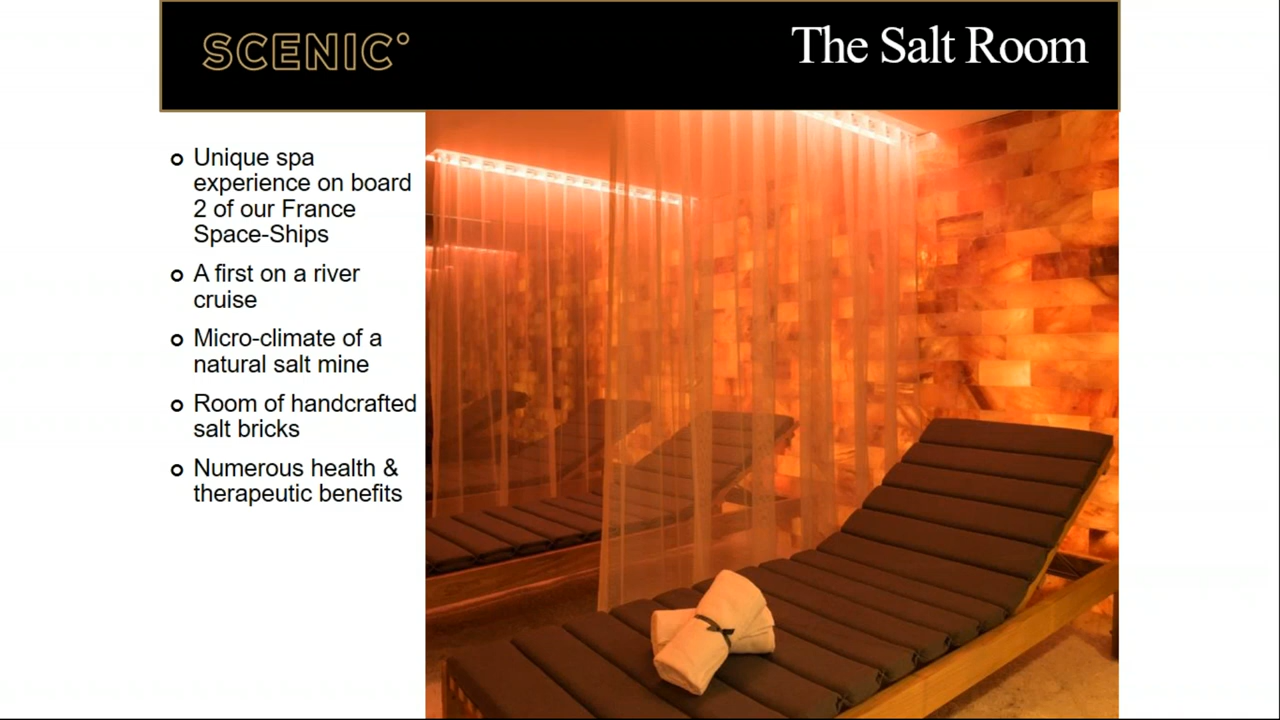 SCENIC°
The Salt Room
Unique spa
experience on board
2 of our France
Space-Ships
A first on a river
cruise
Micro-climate of a
natural salt mine
Room of handcrafted
salt bricks
Numerous health &
therapeutic benefits